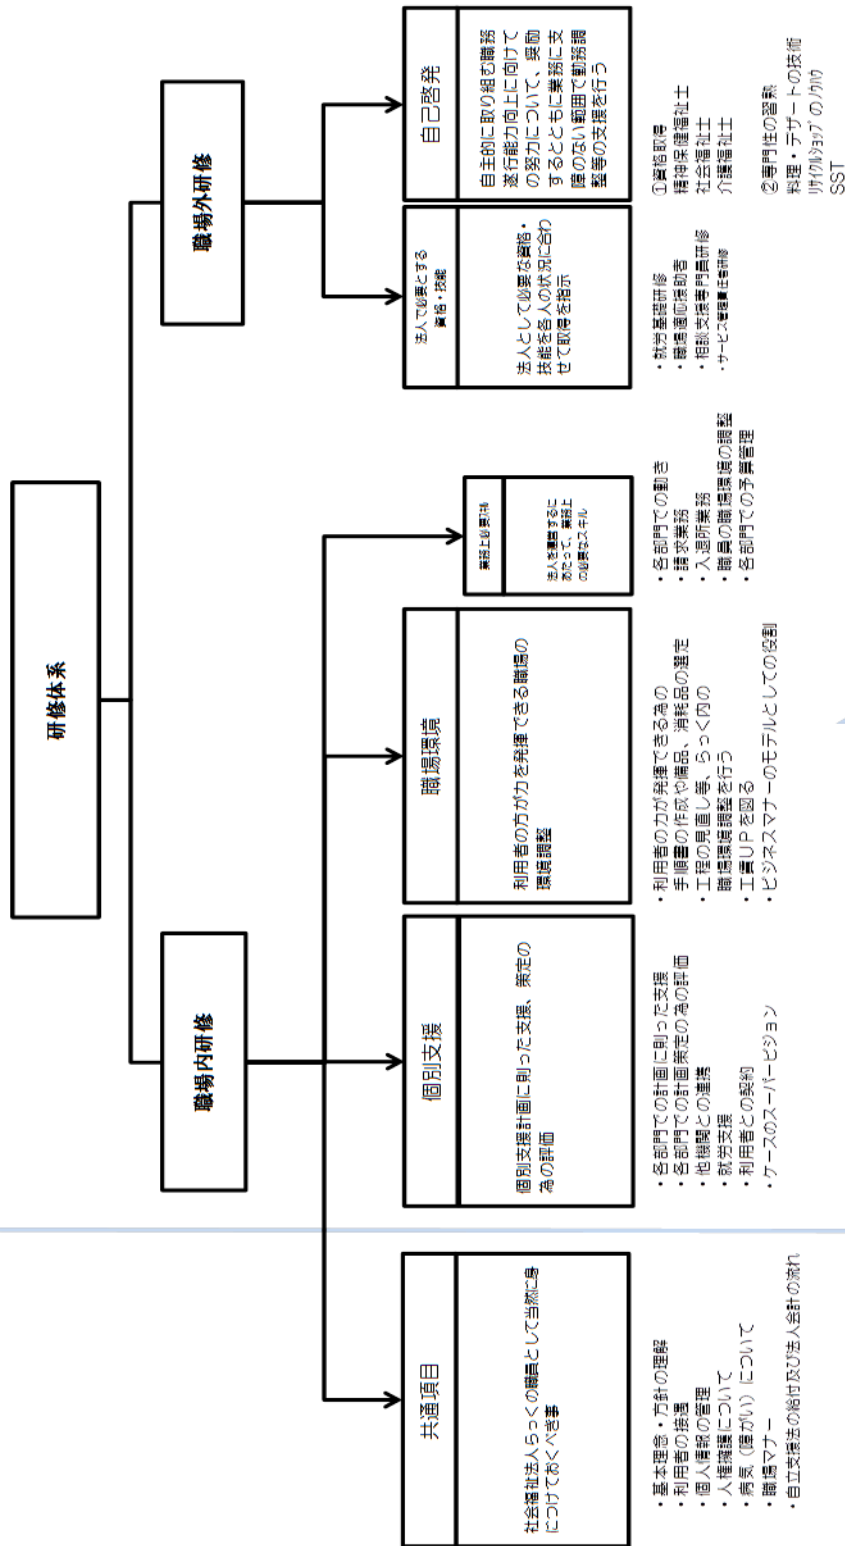 研修体系
職場内研修
職場外研修
共通項目
社会福祉法人らっくの職員として当然に身
につけておくべき事
・基本理念・方針の理解
・利用者の接遇
・個人情報の管理
・人権擁護について
・病気（障がい）について
・職場マナー
・自立支援法の給付及び法人会計の流れ
個別支援
個別支援計画に則った支援、策定の
為の評価
・各部門での計画に則った支援
・各部門での計画策定の為の評価
・他機関との連携
・就労支援
・利用者との契約
・ケースのスーパービジョン
職場環境
利用者の方が力を発揮できる職場の
環境調整
・利用者の力が発揮できる為の
手順書の作成や備品、消耗品の選定
・工程の見直し等、らっく内の
職場環境調整を行う
・工賃ＵＰを図る
・ビジネスマナーのモデルとしての役割
業務上必要ｽｷﾙ
法人を運営するに
あたって、業務上
の必要なスキル
・各部門での動き
・請求業務
・入退所業務
・職員の職場環境の調整
・各部門での予算管理
法人で必要とする
資格・技能
法人として必要な資格・
技能を各人の状況に合わ
せて取得を指示
・就労基礎研修
・職場適応援助者
・相談支援専門員研修
・サービス管理責任者研修
自己啓発
自主的に取り組む職務
遂行能力向上に向けて
の努力について、奨励
するとともに業務に支
障のない範囲で勤務調
整等の支援を行う
①資格取得
精神保健福祉士
社会福祉士
介護福祉士
②専門性の習熟
料理・デザートの技術
ﾘｻｲｸﾙｼｮｯﾌﾟのﾉｳﾊｳ
SST